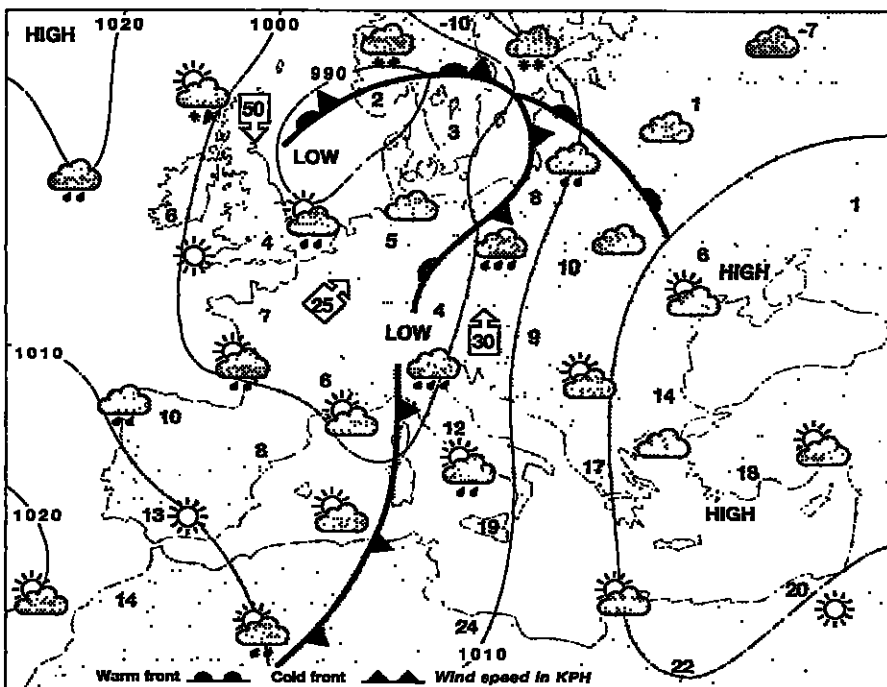 1020 1000 -10
HIGH -7
990
50 2 1
3
LOW
6 8 1
4 5 6
10 HIGH
7 25 4
LOW 30 9
1010
6 14
10
12
8 17 18
1020 13 19 HIGH
14 20
24
1010 22
Warm front Cold front Wind speed in KPH